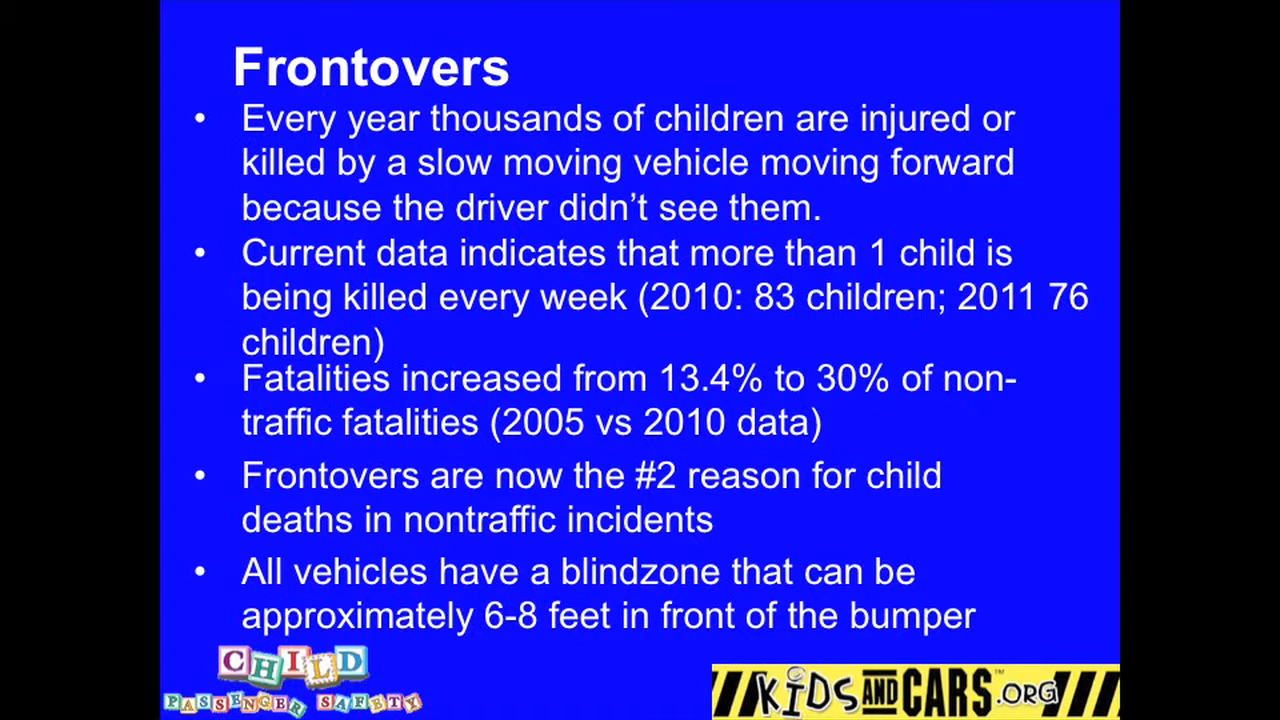 Frontovers
• Every year thousands of children are injured or
killed by a slow moving vehicle moving forward
because the driver didn’t see them.
• Current data indicates that more than 1 child is
being killed every week (2010: 83 children; 2011 76
children)
• Fatalities increased from 13.4% to 30% of non-
traffic fatalities (2005 vs 2010 data)
• Frontovers are now the #2 reason for child
deaths in nontraffic incidents
• All vehicles have a blindzone that can be
approximately 6-8 feet in front of the bumper
CHILD
PASSENGER SAFETY
KiDS AND CARS™.ORG